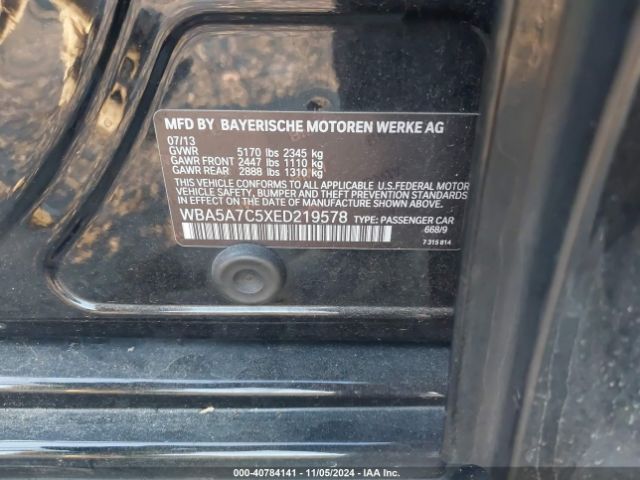 MFD BY BAYERISCHE MOTOREN WERKE AG
07/13
GVWR 5170 lbs 2345 kg
GAWR FRONT 2447 lbs 1110 kg
GAWR REAR 2888 lbs 1310 kg
THIS VEHICLE CONFORMS TO ALL APPLICABLE U.S.FEDERAL MOTOR
VEHICLE SAFETY, BUMPER, AND THEFT PREVENTION STANDARDS
IN EFFECT ON THE DATE OF MANUFACTURE SHOWN ABOVE.
WBA5A7C5XED219578 TYPE: PASSENGER CAR
668/9
7 315 814
000-40784141 - 11/05/2024 - IAA Inc.